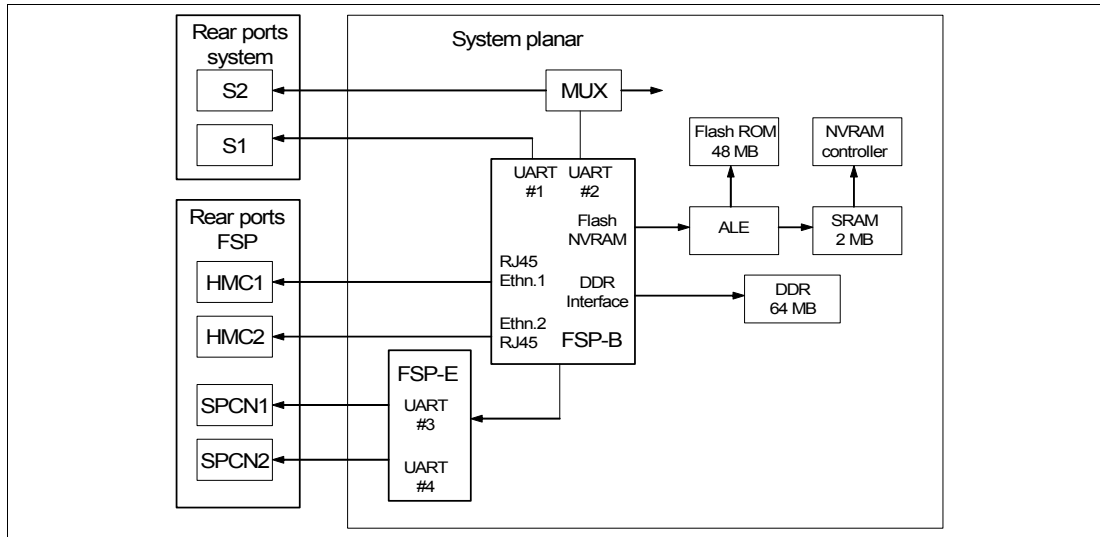 Rear ports
system
S2
S1
Rear ports
FSP
HMC1
HMC2
SPCN1
SPCN2
System planar
MUX
UART
#1
UART
#2
Flash
NVRAM
RJ45
Ethn.1
DDR
Interface
Ethn.2
RJ45
FSP-B
FSP-E
UART
#3
UART
#4
Flash ROM
48 MB
NVRAM
controller
ALE
SRAM
2 MB
DDR
64 MB